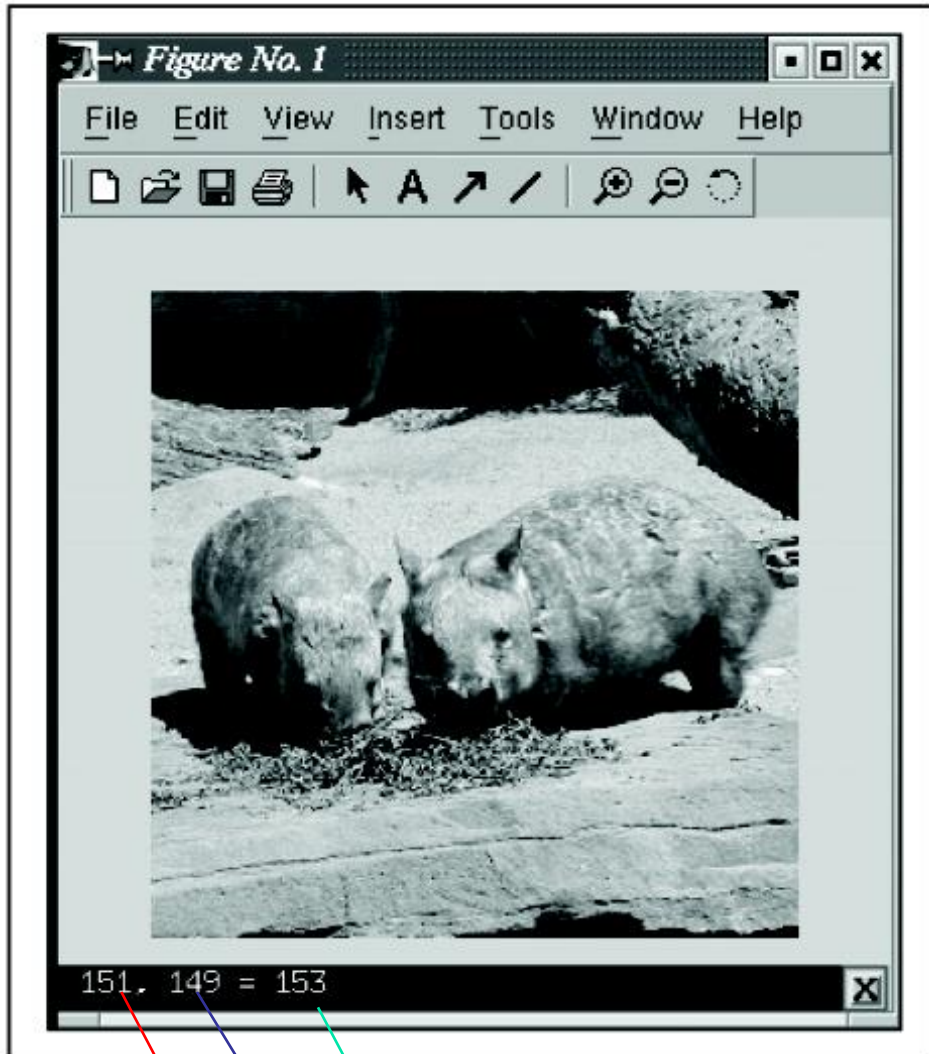 Figure No. 1
File Edit View Insert Tools Window Help
A
151, 149 = 153
X